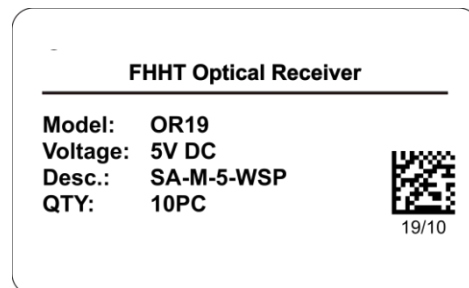 FHHT Optical Receiver
Model: OR19
Voltage: 5V DC
Desc.: SA-M-5-WSP
QTY: 10PC
19/10